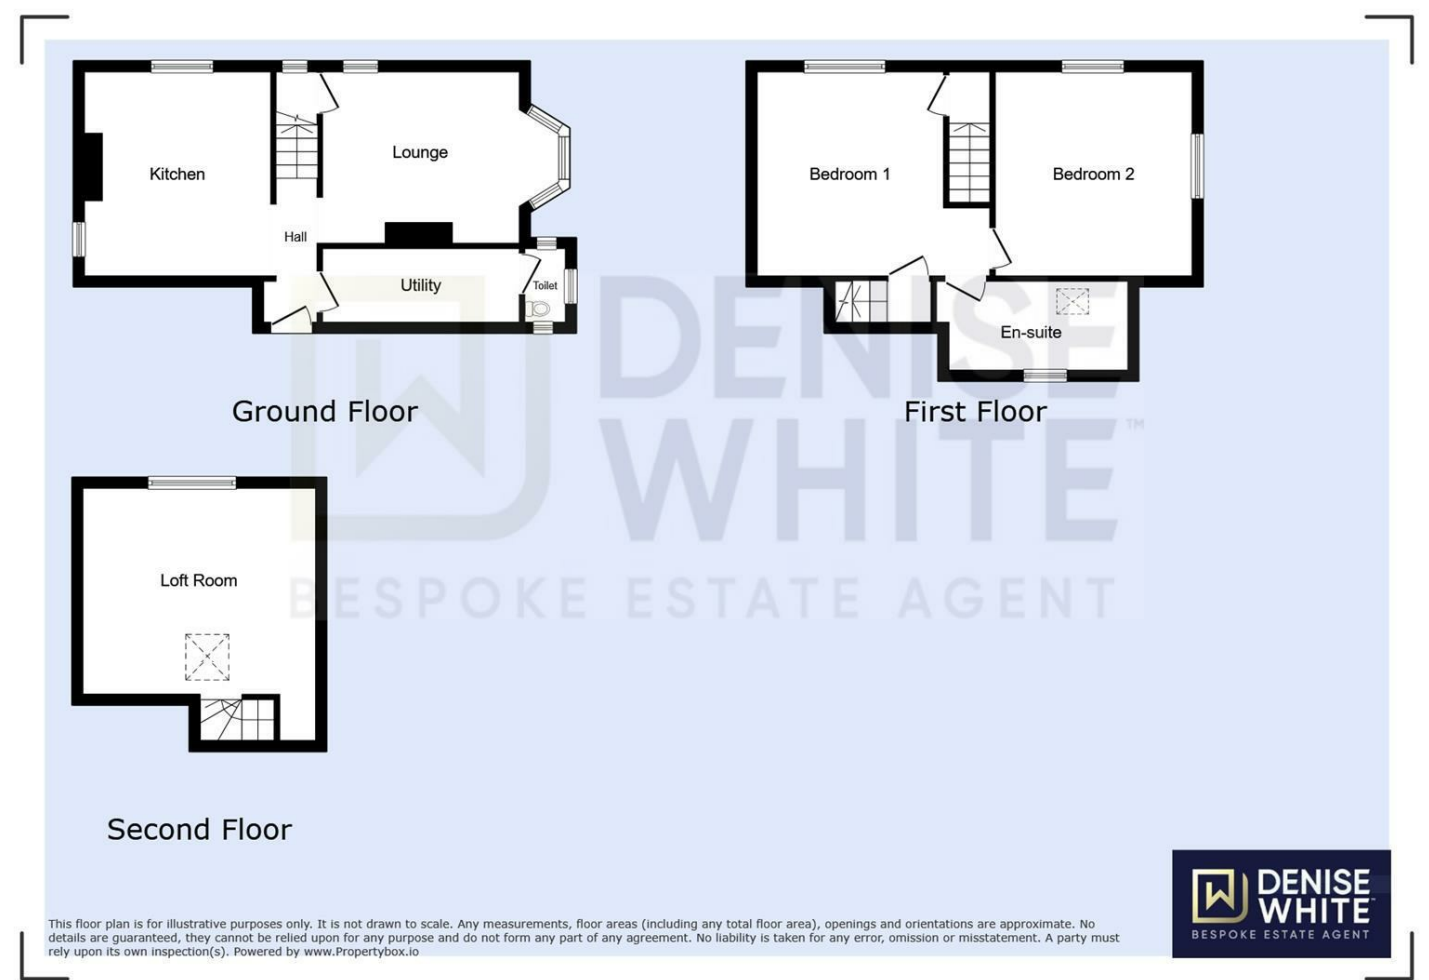 Kitchen
Lounge
Hall
Utility
Toilet
Ground Floor
Bedroom 1
Bedroom 2
En-suite
First Floor
Loft Room
Second Floor
DENISE
WHITE™
BESPOKE ESTATE AGENT
This floor plan is for illustrative purposes only. It is not drawn to scale. Any measurements, floor areas (including any total floor area), openings and orientations are approximate. No
details are guaranteed, they cannot be relied upon for any purpose and do not form any part of any agreement. No liability is taken for any error, omission or misstatement. A party must
rely upon its own inspection(s). Powered by www.Propertybox.io
DENISE
WHITE
BESPOKE ESTATE AGENT